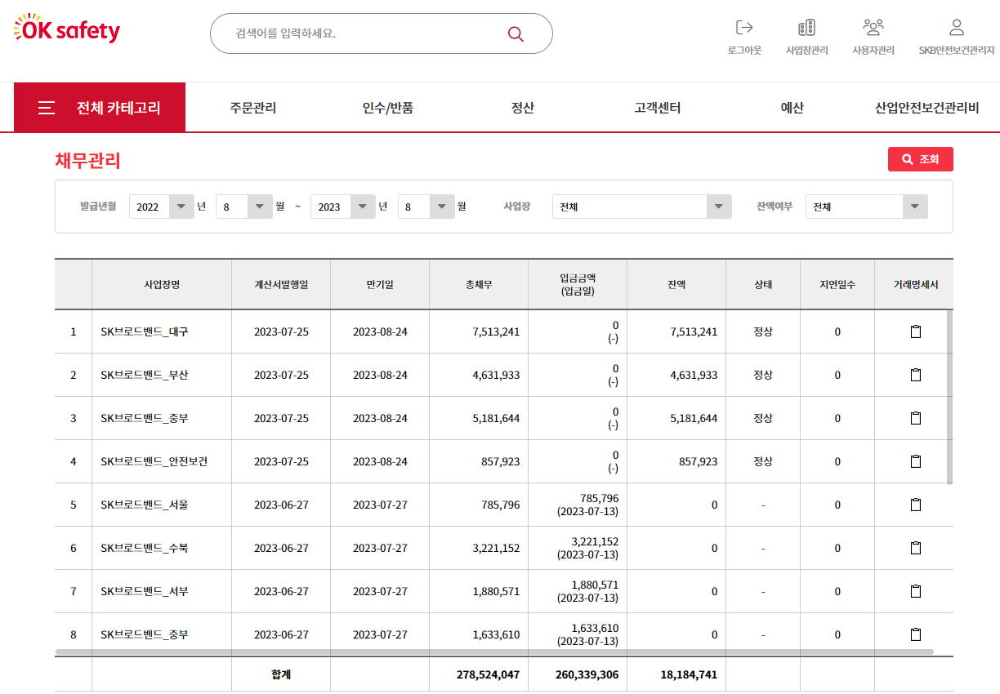 OK safety
검색어를 입력하세요.
로그아웃 사업장관리 사용자관리 SKB안전보건관리자
전체 카테고리 주문관리 인수/반품 정산 고객센터 예산 산업안전보건관리비
채무관리 조회
발급년월 2022 년 8 월 ~ 2023 년 8 월 사업장 전체 잔액여부 전체
사업장명 계산서발행일 만기일 총채무 입금금액 잔액 상태 지연일수 거래명세서
(입금일)
1 SK브로드밴드_대구 2023-07-25 2023-08-24 7,513,241 0 7,513,241 정상 0
(-)
2 SK브로드밴드_부산 2023-07-25 2023-08-24 4,631,933 0 4,631,933 정상 0
(-)
3 SK브로드밴드_중부 2023-07-25 2023-08-24 5,181,644 0 5,181,644 정상 0
(-)
4 SK브로드밴드_안전보건 2023-07-25 2023-08-24 857,923 0 857,923 정상 0
(-)
5 SK브로드밴드_서울 2023-06-27 2023-07-27 785,796 785,796 0 - 0
(2023-07-13)
6 SK브로드밴드_수북 2023-06-27 2023-07-27 3,221,152 3,221,152 0 - 0
(2023-07-13)
7 SK브로드밴드_서부 2023-06-27 2023-07-27 1,880,571 1,880,571 0 - 0
(2023-07-13)
8 SK브로드밴드_중부 2023-06-27 2023-07-27 1,633,610 1,633,610 0 - 0
(2023-07-13)
합계 278,524,047 260,339,306 18,184,741